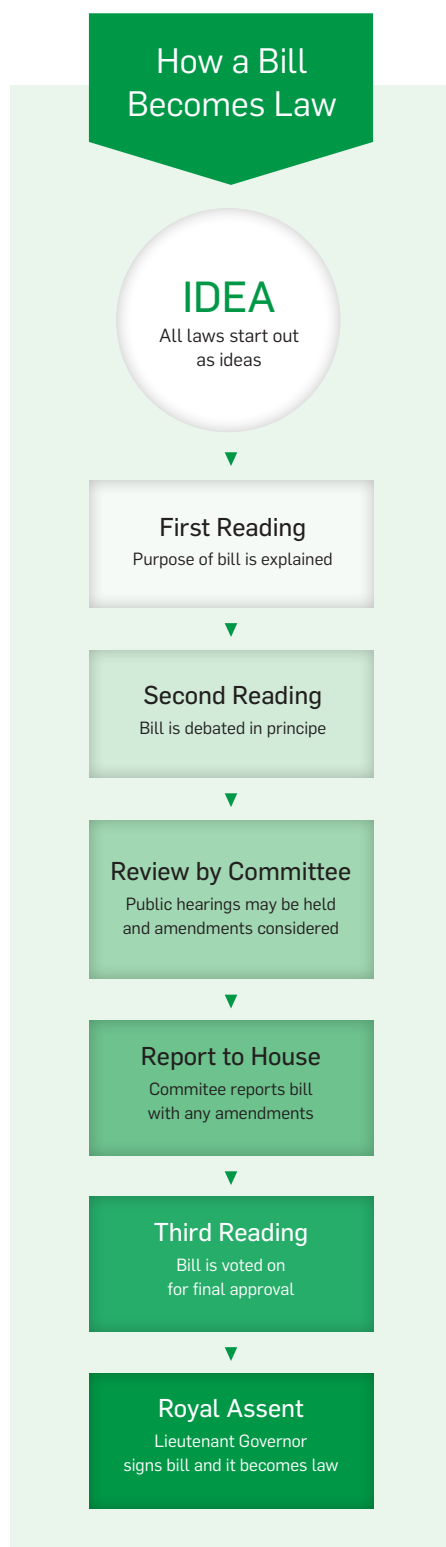 How a Bill
Becomes Law
IDEA
All laws start out
as ideas
First Reading
Purpose of bill is explained
Second Reading
Bill is debated in principe
Review by Committee
Public hearings may be held
and amendments considered
Report to House
Commitee reports bill
with any amendments
Third Reading
Bill is voted on
for final approval
Royal Assent
Lieutenant Governor
signs bill and it becomes law